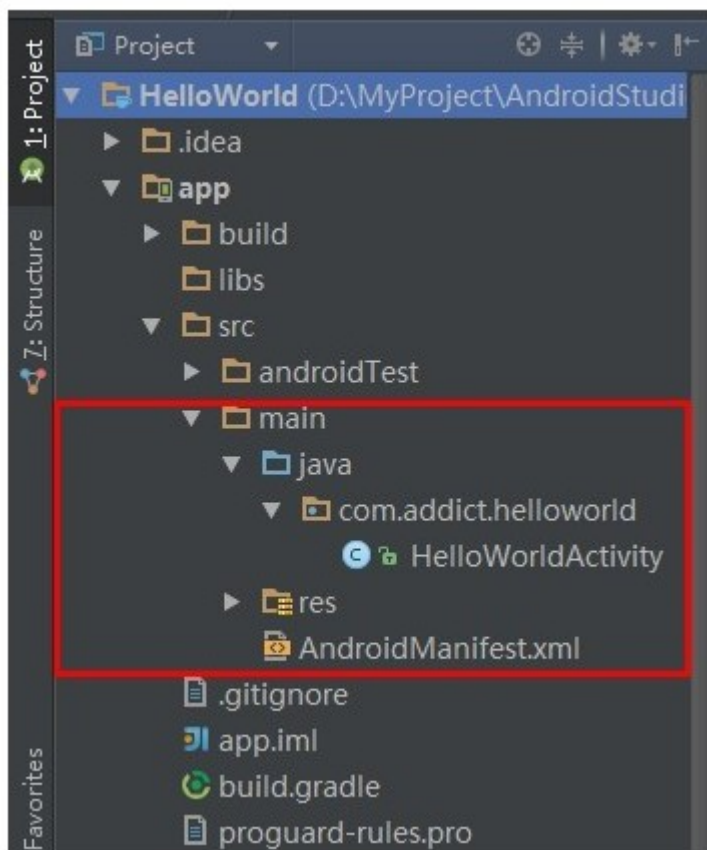 Project
1: Project
HelloWorld (D:\MyProject\AndroidStudi
.idea
app
build
libs
7: Structure
src
androidTest
main
java
com.addict.helloworld
C HelloWorldActivity
res
AndroidManifest.xml
.gitignore
app.iml
build.gradle
Favorites
proguard-rules.pro